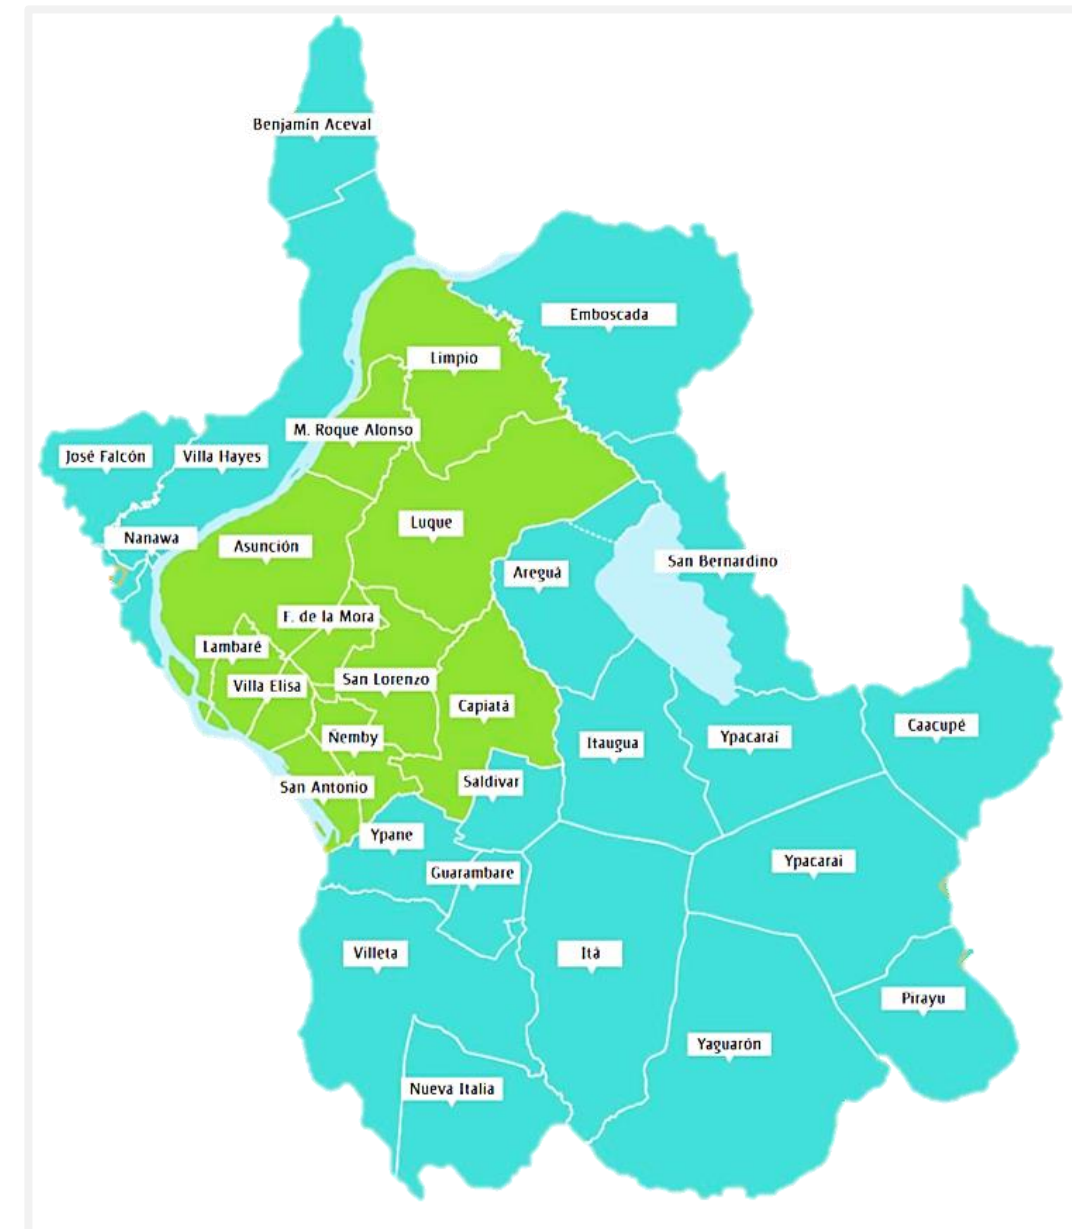 Benjamín Aceval
Emboscada
Limpio
M. Roque Alonso
José Falcón
Villa Hayes
Luque
Nanawa
Asunción
San Bernardino
Areguá
F. de la Mora
Lambaré
San Lorenzo
Villa Elisa
Capiatá
Caacupé
Ñemby
Itaugua
Ypacarai
San Antonio
Saldivar
Ypane
Ypacarai
Guarambare
Villeta
Itá
Pirayu
Yaguarón
Nueva Italia